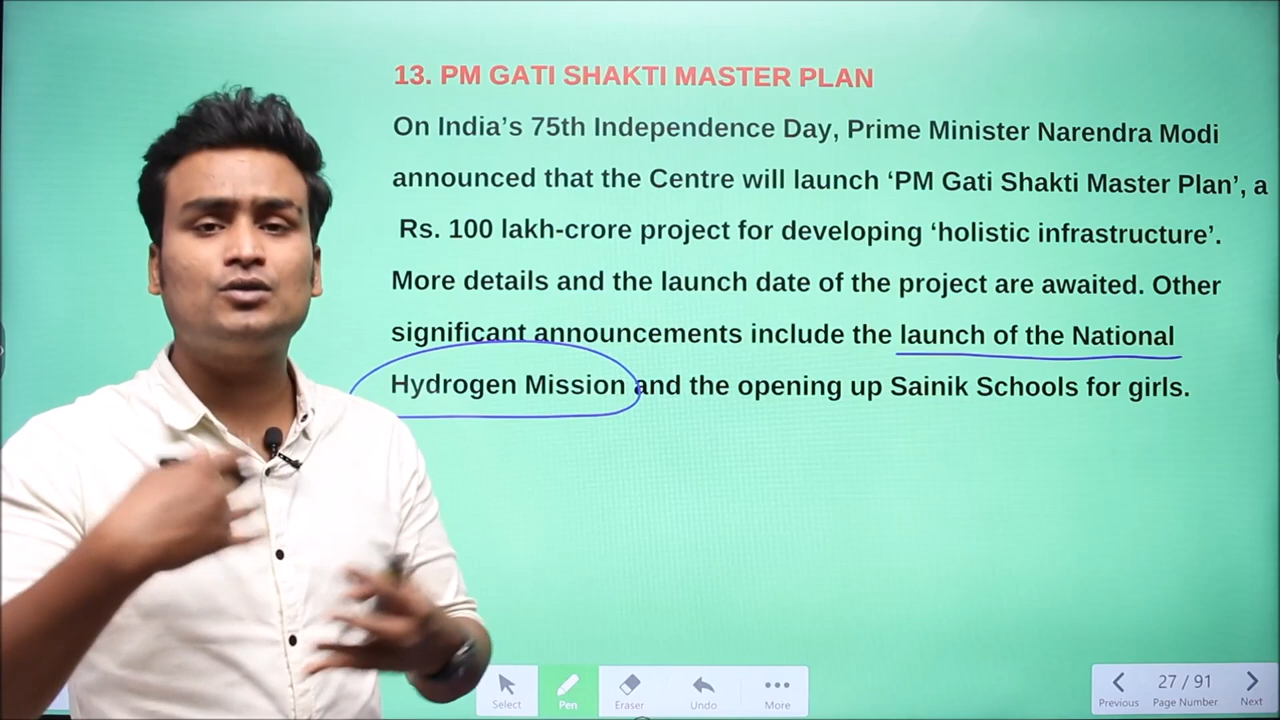 13. PM GATI SHAKTI MASTER PLAN
On India’s 75th Independence Day, Prime Minister Narendra Modi
announced that the Centre will launch ‘PM Gati Shakti Master Plan’, a
Rs. 100 lakh-crore project for developing ‘holistic infrastructure’.
More details and the launch date of the project are awaited. Other
significant announcements include the launch of the National
Hydrogen Mission and the opening up Sainik Schools for girls.
Select Pen Eraser Undo More
27 / 91
Previous Page Number Next